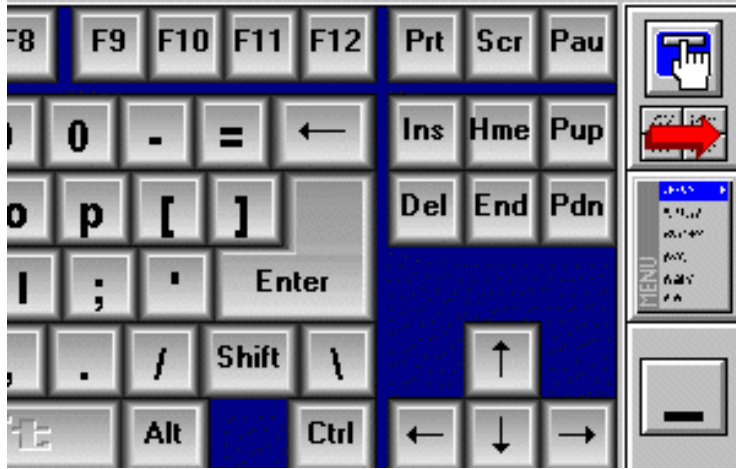 F8 F9 F10 F11 F12 Prt Scr Pau
0 - = ← Ins Hme Pup
o p [ ] Del End Pdn
l ; ' Enter
, . / Shift \ ↑
Alt Ctrl ← ↓ →
MENU